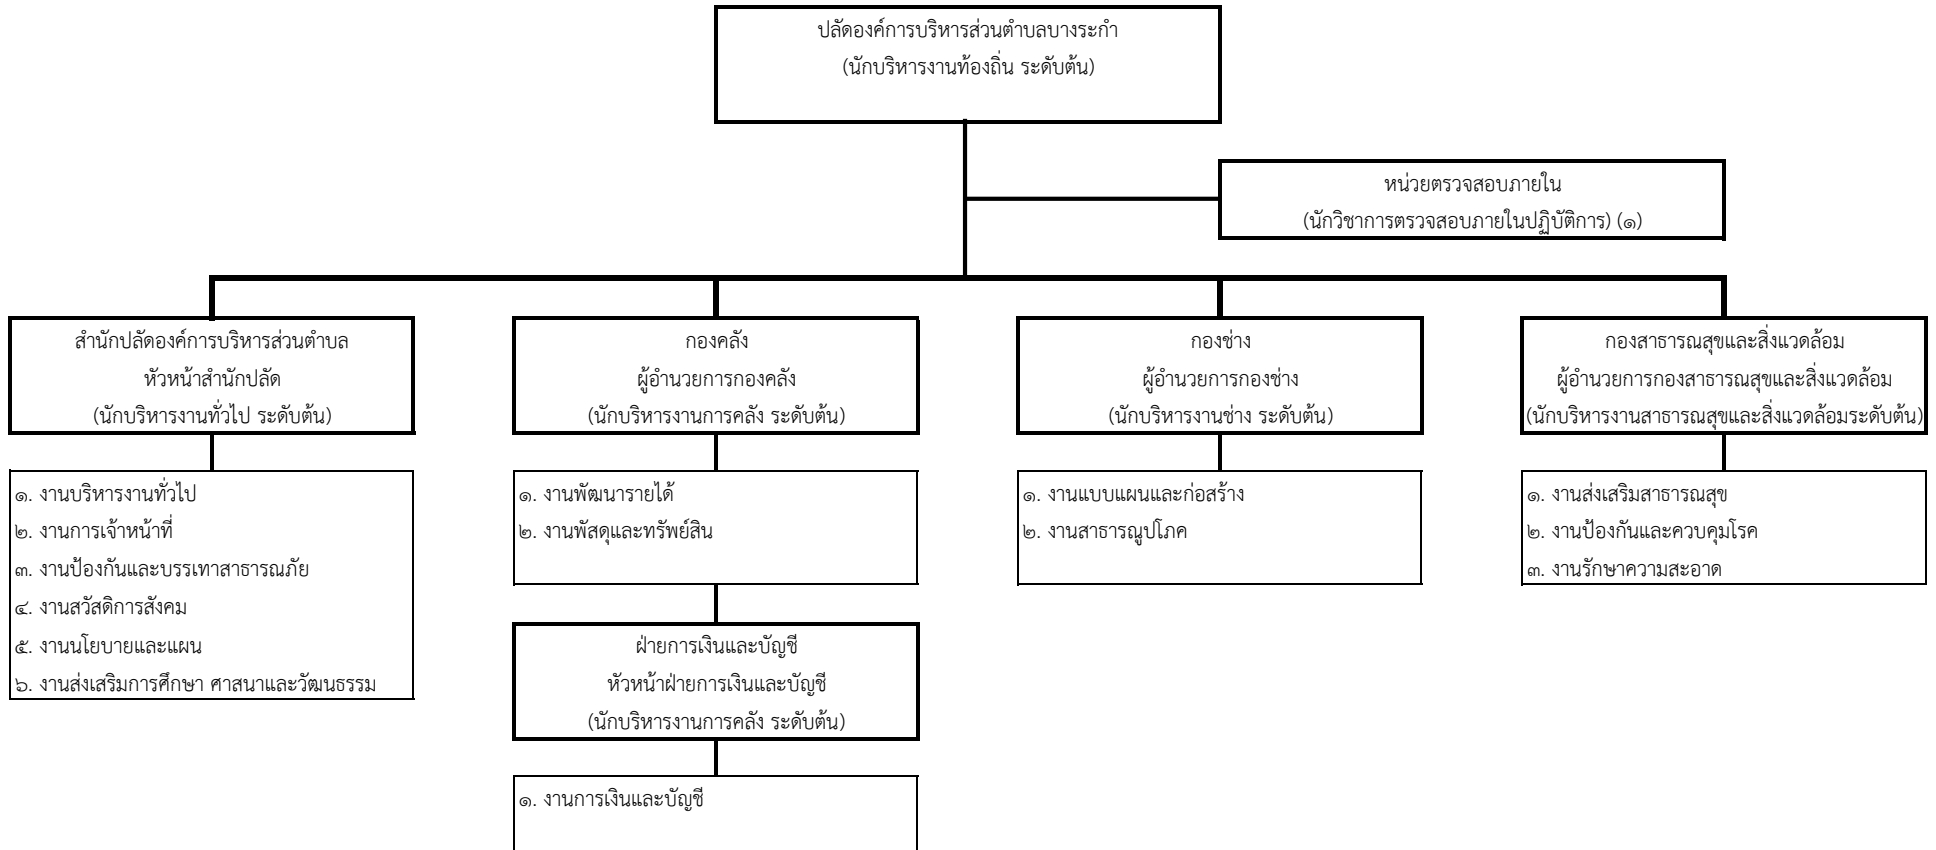 ปลัดองค์การบริหารส่วนตำบลบางระกำ
(นักบริหารงานท้องถิ่น ระดับต้น)
หน่วยตรวจสอบภายใน
(นักวิชาการตรวจสอบภายในปฏิบัติการ) (๑)
สำนักปลัดองค์การบริหารส่วนตำบล
หัวหน้าสำนักปลัด
(นักบริหารงานทั่วไป ระดับต้น)
๑. งานบริหารงานทั่วไป
๒. งานการเจ้าหน้าที่
๓. งานป้องกันและบรรเทาสาธารณภัย
๔. งานสวัสดิการสังคม
๕. งานนโยบายและแผน
๖. งานส่งเสริมการศึกษา ศาสนาและวัฒนธรรม
กองคลัง
ผู้อำนวยการกองคลัง
(นักบริหารงานการคลัง ระดับต้น)
๑. งานพัฒนารายได้
๒. งานพัสดุและทรัพย์สิน
ฝ่ายการเงินและบัญชี
หัวหน้าฝ่ายการเงินและบัญชี
(นักบริหารงานการคลัง ระดับต้น)
๑. งานการเงินและบัญชี
กองช่าง
ผู้อำนวยการกองช่าง
(นักบริหารงานช่าง ระดับต้น)
๑. งานแบบแผนและก่อสร้าง
๒. งานสาธารณูปโภค
กองสาธารณสุขและสิ่งแวดล้อม
ผู้อำนวยการกองสาธารณสุขและสิ่งแวดล้อม
(นักบริหารงานสาธารณสุขและสิ่งแวดล้อมระดับต้น)
๑. งานส่งเสริมสาธารณสุข
๒. งานป้องกันและควบคุมโรค
๓. งานรักษาความสะอาด